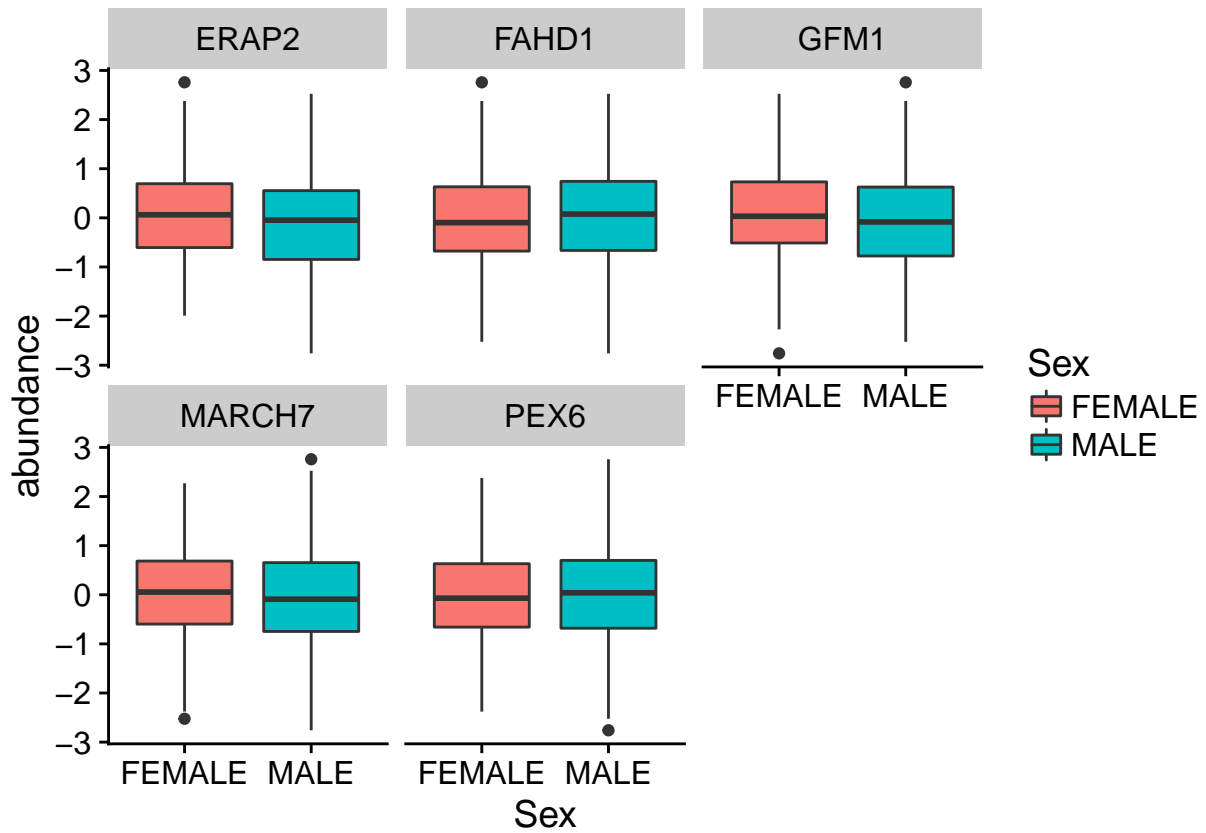 ERAP2 FAHD1 GFM1
3
2
1
0
−1
−2
−3
FEMALE MALE
MARCH7 PEX6
3
2
1
0
−1
−2
−3
FEMALE MALE FEMALE MALE
Sex
abundance
Sex
FEMALE
MALE